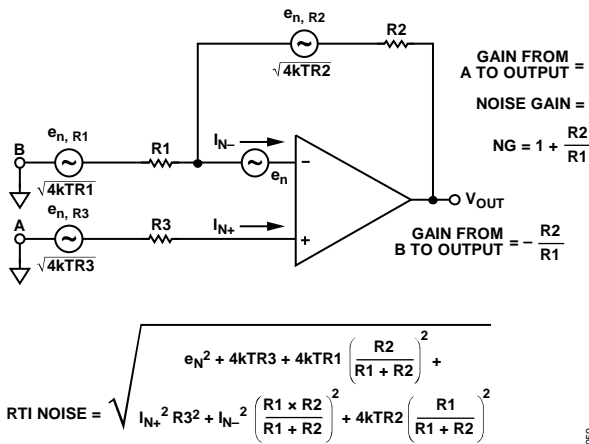 e_n, R2
R2
√4kTR2
GAIN FROM
A TO OUTPUT =
NOISE GAIN =
NG = 1 + R2/R1
B
e_n, R1
R1
I_N–
√4kTR1
e_n
–
A
e_n, R3
R3
I_N+
√4kTR3
+
V_OUT
GAIN FROM
B TO OUTPUT = – R2/R1
RTI NOISE = √
e_N² + 4kTR3 + 4kTR1 (R2/(R1 + R2))² +
I_N+² R3² + I_N–² ((R1 × R2)/(R1 + R2))² + 4kTR2 (R1/(R1 + R2))²